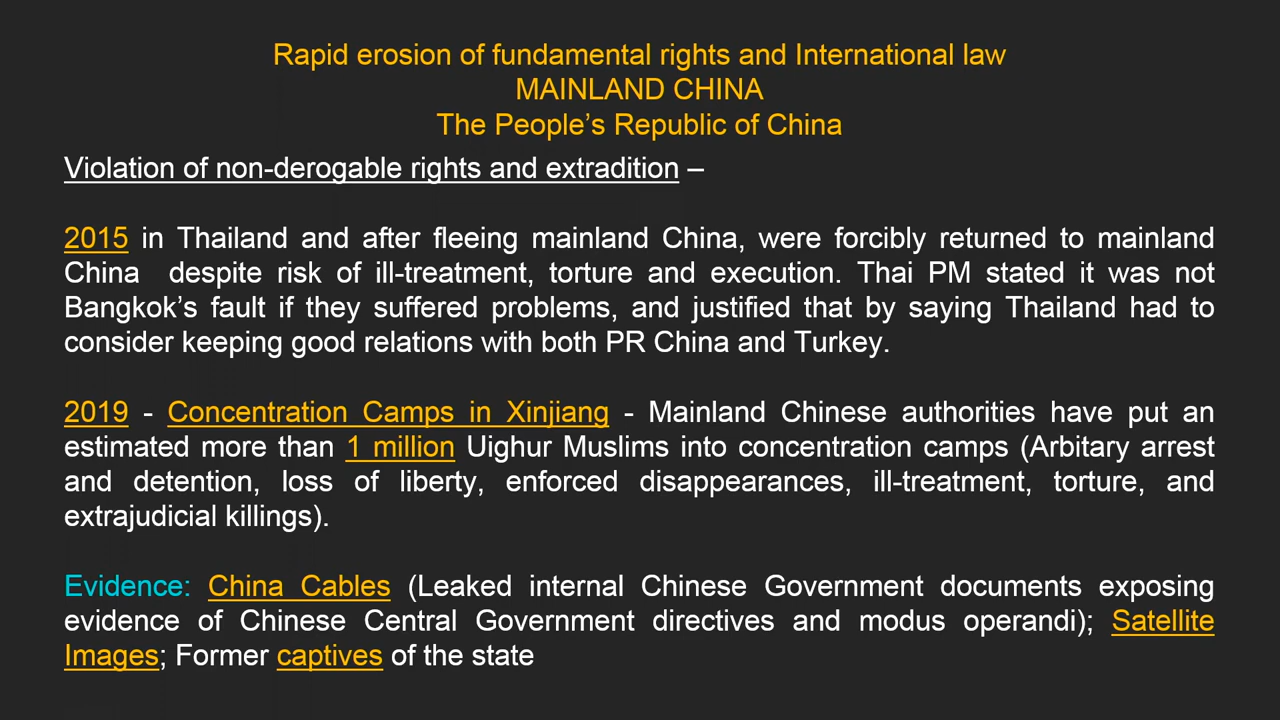 Rapid erosion of fundamental rights and International law
MAINLAND CHINA
The People’s Republic of China
Violation of non-derogable rights and extradition –
2015 in Thailand and after fleeing mainland China, were forcibly returned to mainland
China despite risk of ill-treatment, torture and execution. Thai PM stated it was not
Bangkok’s fault if they suffered problems, and justified that by saying Thailand had to
consider keeping good relations with both PR China and Turkey.
2019 - Concentration Camps in Xinjiang - Mainland Chinese authorities have put an
estimated more than 1 million Uighur Muslims into concentration camps (Arbitary arrest
and detention, loss of liberty, enforced disappearances, ill-treatment, torture, and
extrajudicial killings).
Evidence: China Cables (Leaked internal Chinese Government documents exposing
evidence of Chinese Central Government directives and modus operandi); Satellite
Images; Former captives of the state